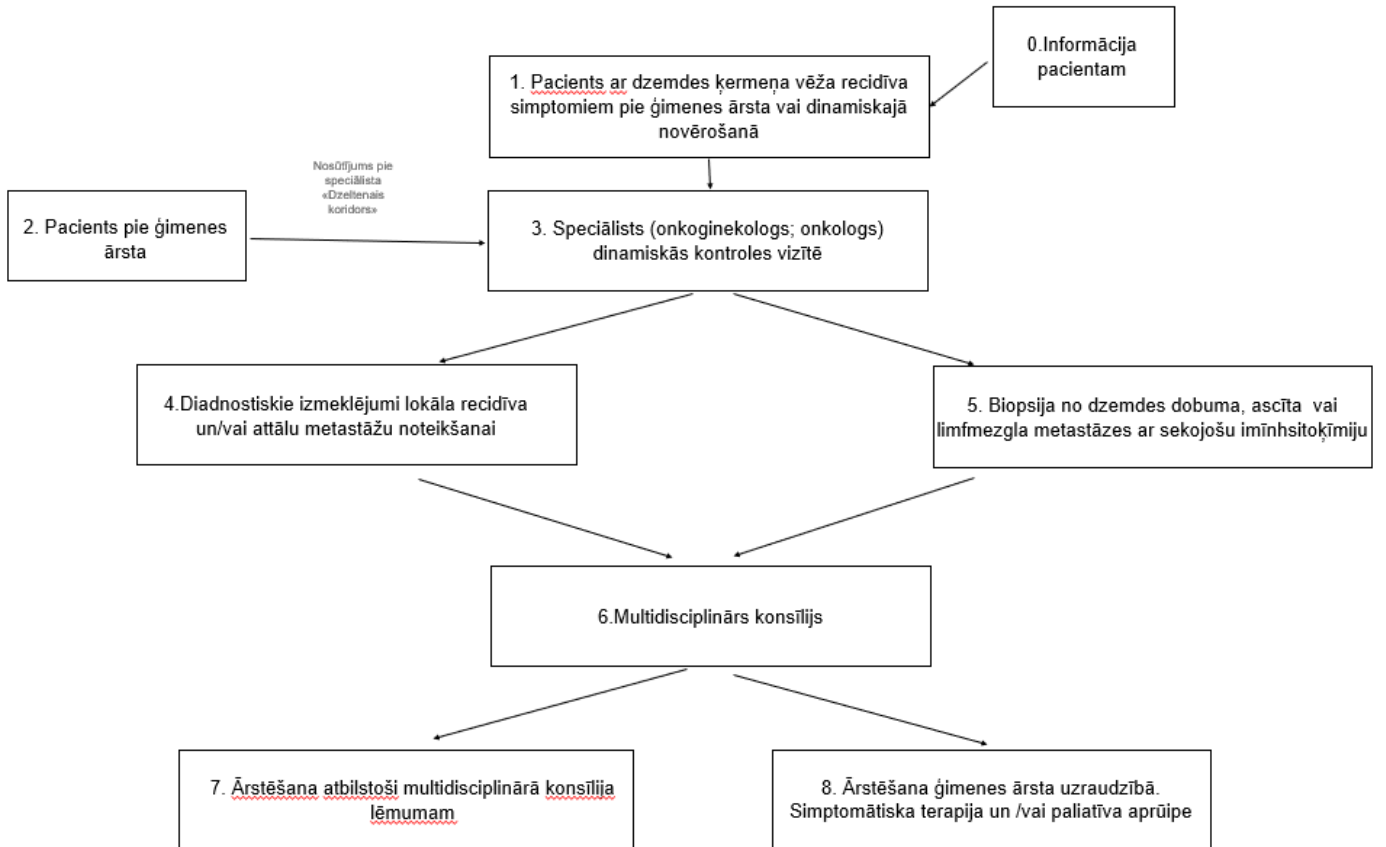 0.Informācija
pacientam
1. Pacients ar dzemdes ķermeņa vēža recidīva
simptomiem pie ģimenes ārsta vai dinamiskajā
novērošanā
Nosūtījums pie
speciālista
«Dzeltenais
koridors»
2. Pacients pie ģimenes
ārsta
3. Speciālists (onkoginekologs; onkologs)
dinamiskās kontroles vizītē
4.Diadnostiskie izmeklējumi lokāla recidīva
un/vai attālu metastāžu noteikšanai
5. Biopsija no dzemdes dobuma, ascīta vai
limfmezgla metastāzes ar sekojošu imīnhsitoķīmiju
6.Multidisciplinārs konsīlijs
7. Ārstēšana atbilstoši multidisciplinārā konsīlija
lēmumam
8. Ārstēšana ģimenes ārsta uzraudzībā.
Simptomātiska terapija un /vai paliatīva aprūipe